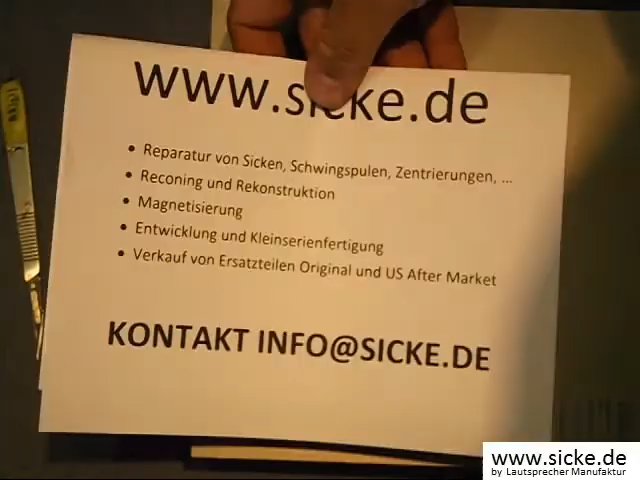 www.sicke.de
• Reparatur von Sicken, Schwingspulen, Zentrierungen, ...
• Reconing und Rekonstruktion
• Magnetisierung
• Entwicklung und Kleinserienfertigung
• Verkauf von Ersatzteilen Original und US After Market
KONTAKT INFO@SICKE.DE
www.sicke.de
by Lautsprecher Manufaktur